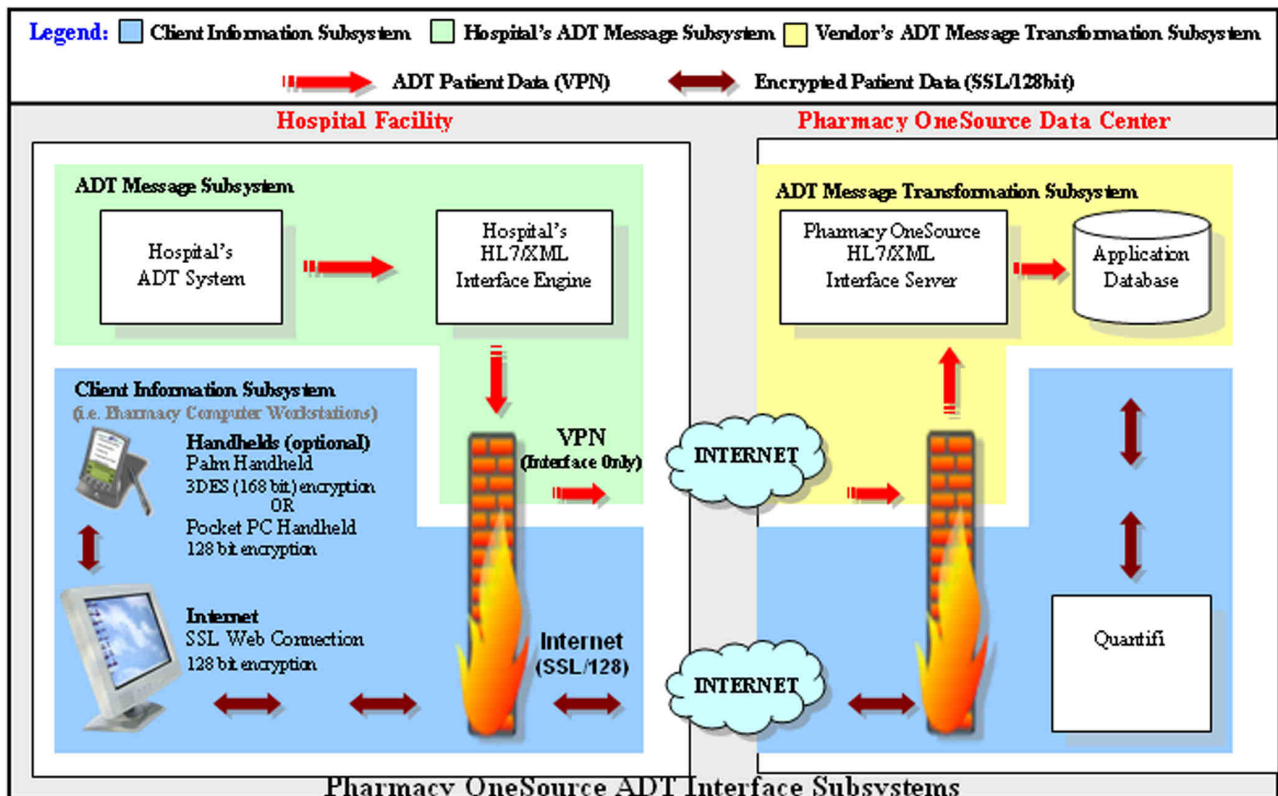 Legend: Client Information Subsystem Hospital's ADT Message Subsystem Vendor's ADT Message Transformation Subsystem
ADT Patient Data (VPN) Encrypted Patient Data (SSL/128bit)
Hospital Facility
Pharmacy OneSource Data Center
ADT Message Subsystem
Hospital's
ADT System
Hospital's
HL7/XML
Interface Engine
ADT Message Transformation Subsystem
Pharmacy OneSource
HL7/XML
Interface Server
Application
Database
Client Information Subsystem
(i.e. Pharmacy Computer Workstations)
Handhelds (optional)
Palm Handheld
3DES (168 bit) encryption
OR
Pocket PC Handheld
128 bit encryption
VPN
(Interface Only)
INTERNET
Internet
SSL Web Connection
128 bit encryption
Internet
(SSL/128)
INTERNET
Quantifi
Pharmacy OneSource ADT Interface Subsystems